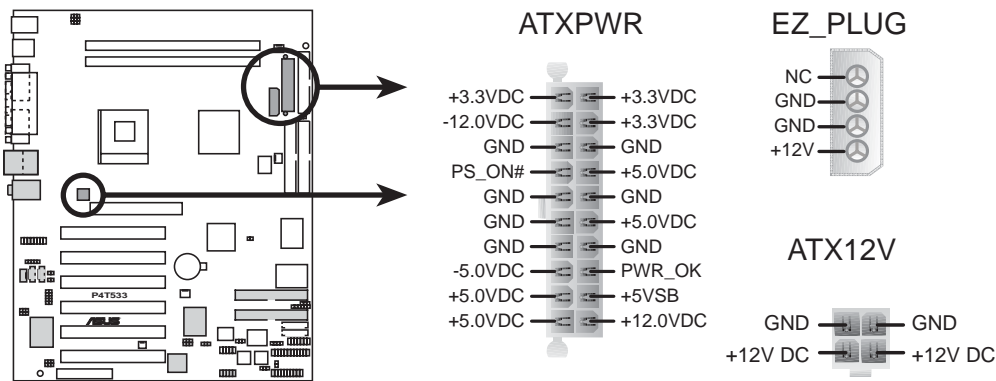 ATXPWR
EZ_PLUG
+3.3VDC +3.3VDC
-12.0VDC +3.3VDC
GND GND
PS_ON# +5.0VDC
GND GND
GND +5.0VDC
GND GND
-5.0VDC PWR_OK
+5.0VDC +5VSB
+5.0VDC +12.0VDC
NC
GND
GND
+12V
ATX12V
GND GND
+12V DC +12V DC
P4T533
ASUS